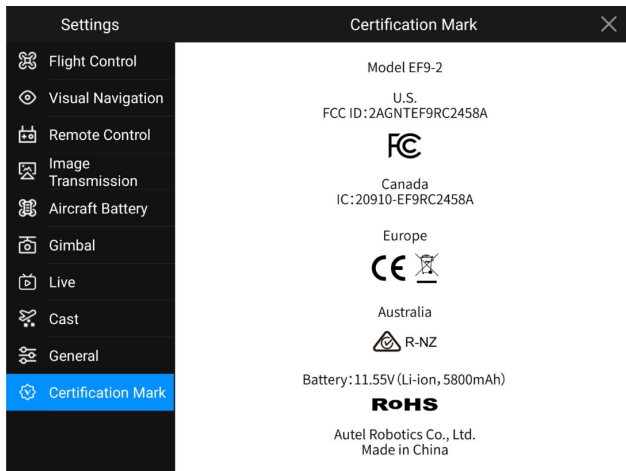 Settings
Certification Mark
Flight Control
Visual Navigation
Remote Control
Image
Transmission
Aircraft Battery
Gimbal
Live
Cast
General
Certification Mark
Model EF9-2
U.S.
FCC ID:2AGNTEF9RC2458A
FC
Canada
IC:20910-EF9RC2458A
Europe
CE
Australia
R-NZ
Battery:11.55V(Li-ion,5800mAh)
RoHS
Autel Robotics Co., Ltd.
Made in China